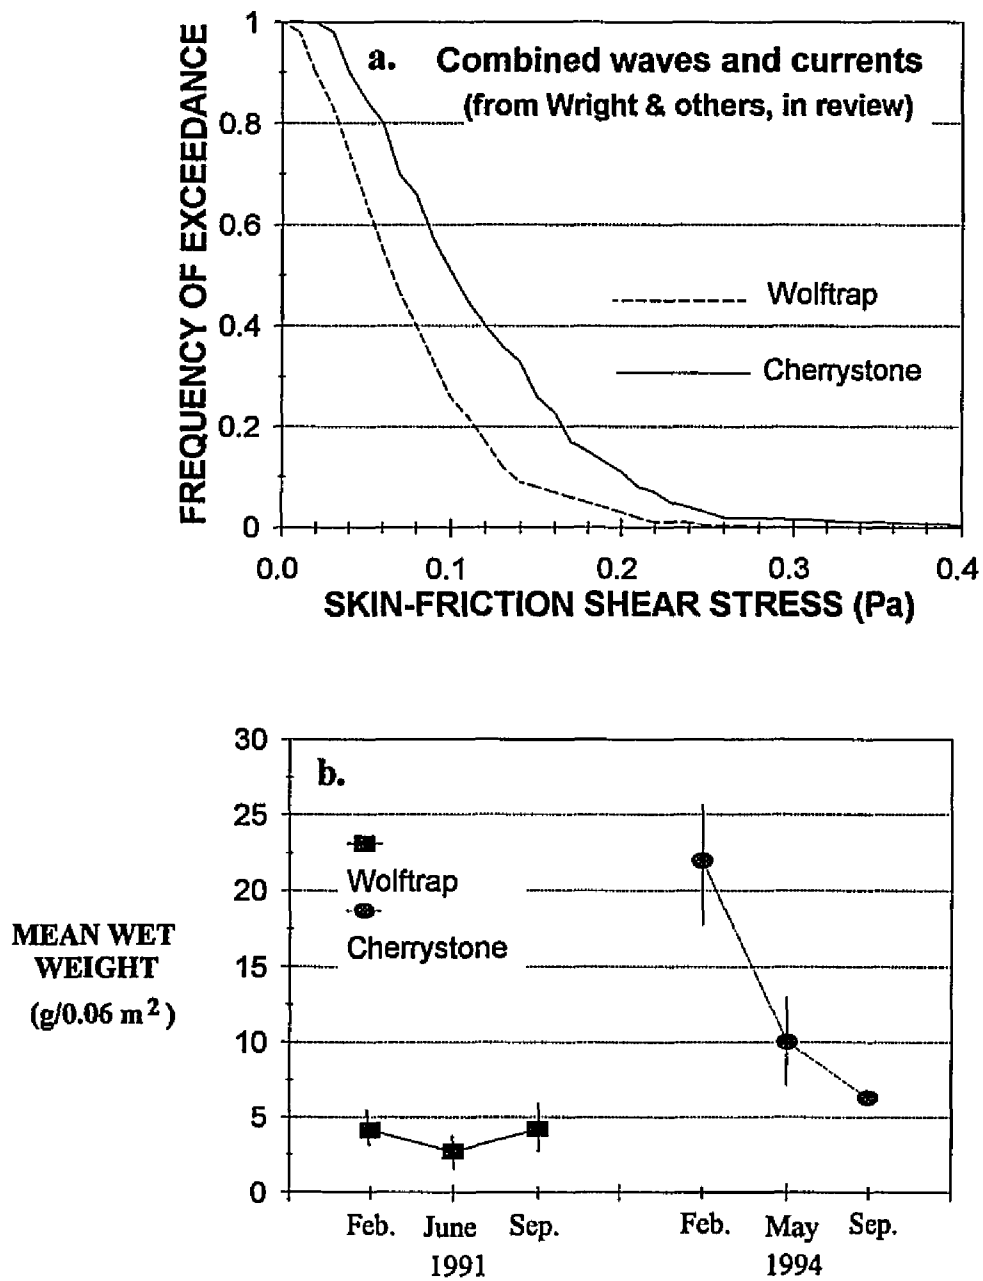 1
0.8
0.6
0.4
0.2
0
FREQUENCY OF EXCEEDANCE
a. Combined waves and currents
(from Wright & others, in review)
Wolftrap
Cherrystone
0.0 0.1 0.2 0.3 0.4
SKIN-FRICTION SHEAR STRESS (Pa)
30
25
20
15
10
5
0
b.
Wolftrap
Cherrystone
MEAN WET
WEIGHT
(g/0.06 m²)
Feb. June Sep. Feb. May Sep.
1991 1994